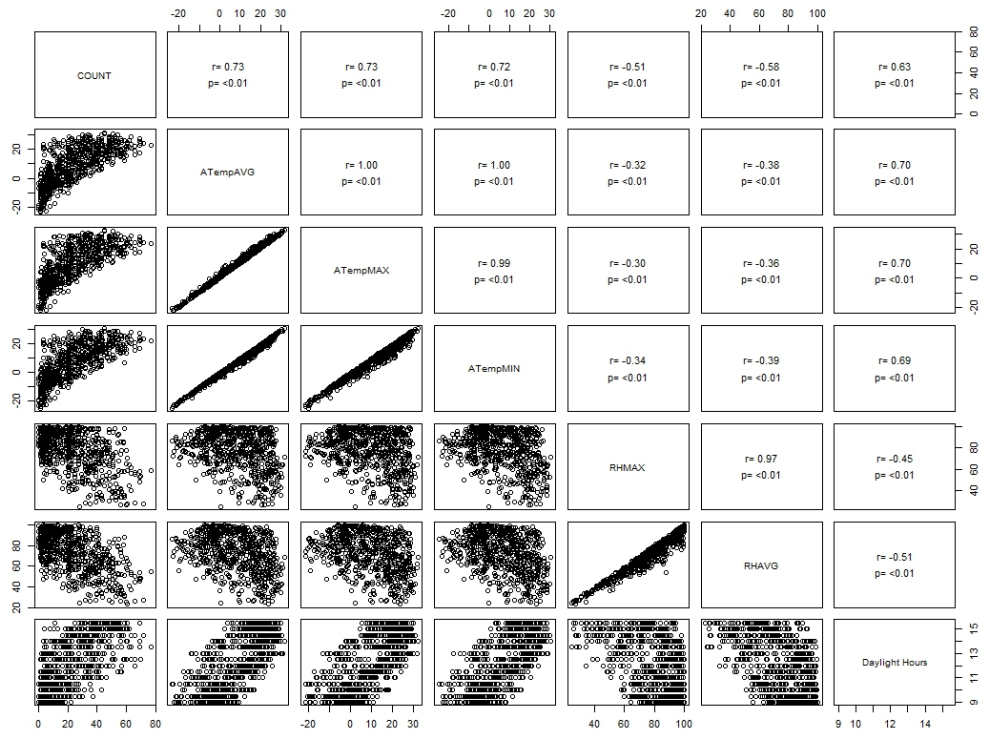 -20 0 10 20 30 -20 0 10 20 30 20 40 60 80 100
COUNT r= 0.73 r= 0.73 r= 0.72 r= -0.51 r= -0.58 r= 0.63
p= <0.01 p= <0.01 p= <0.01 p= <0.01 p= <0.01 p= <0.01
0 20 40 60 80
-20 0 20
ATempAVG r= 1.00 r= 1.00 r= -0.32 r= -0.38 r= 0.70
p= <0.01 p= <0.01 p= <0.01 p= <0.01 p= <0.01
ATempMAX r= 0.99 r= -0.30 r= -0.36 r= 0.70
p= <0.01 p= <0.01 p= <0.01 p= <0.01
-20 0 20
-20 0 20
ATempMIN r= -0.34 r= -0.39 r= 0.69
p= <0.01 p= <0.01 p= <0.01
RHMAX r= 0.97 r= -0.45
p= <0.01 p= <0.01
40 60 80
20 40 60 80
RHAVG r= -0.51
p= <0.01
Daylight Hours
9 11 13 15
0 20 40 60 80 -20 0 10 20 30 40 60 80 100 9 10 12 14